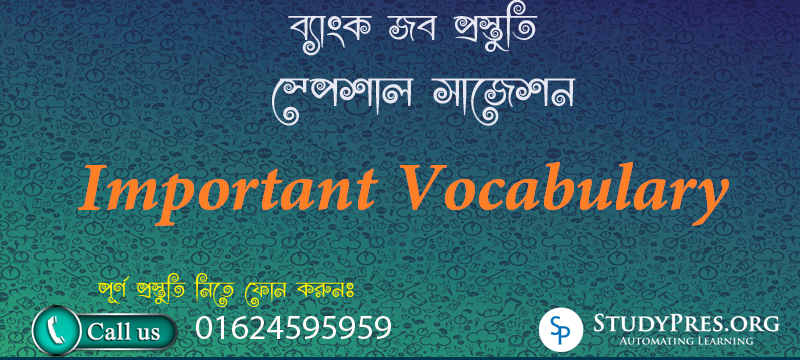 ব্যাংক জব প্রস্তুতি
স্পেশাল সাজেশন
Important Vocabulary
পূর্ণ প্রস্তুতি নিতে ফোন করুনঃ
Call us 01624595959
SP STUDYPRES.ORG
AUTOMATING LEARNING